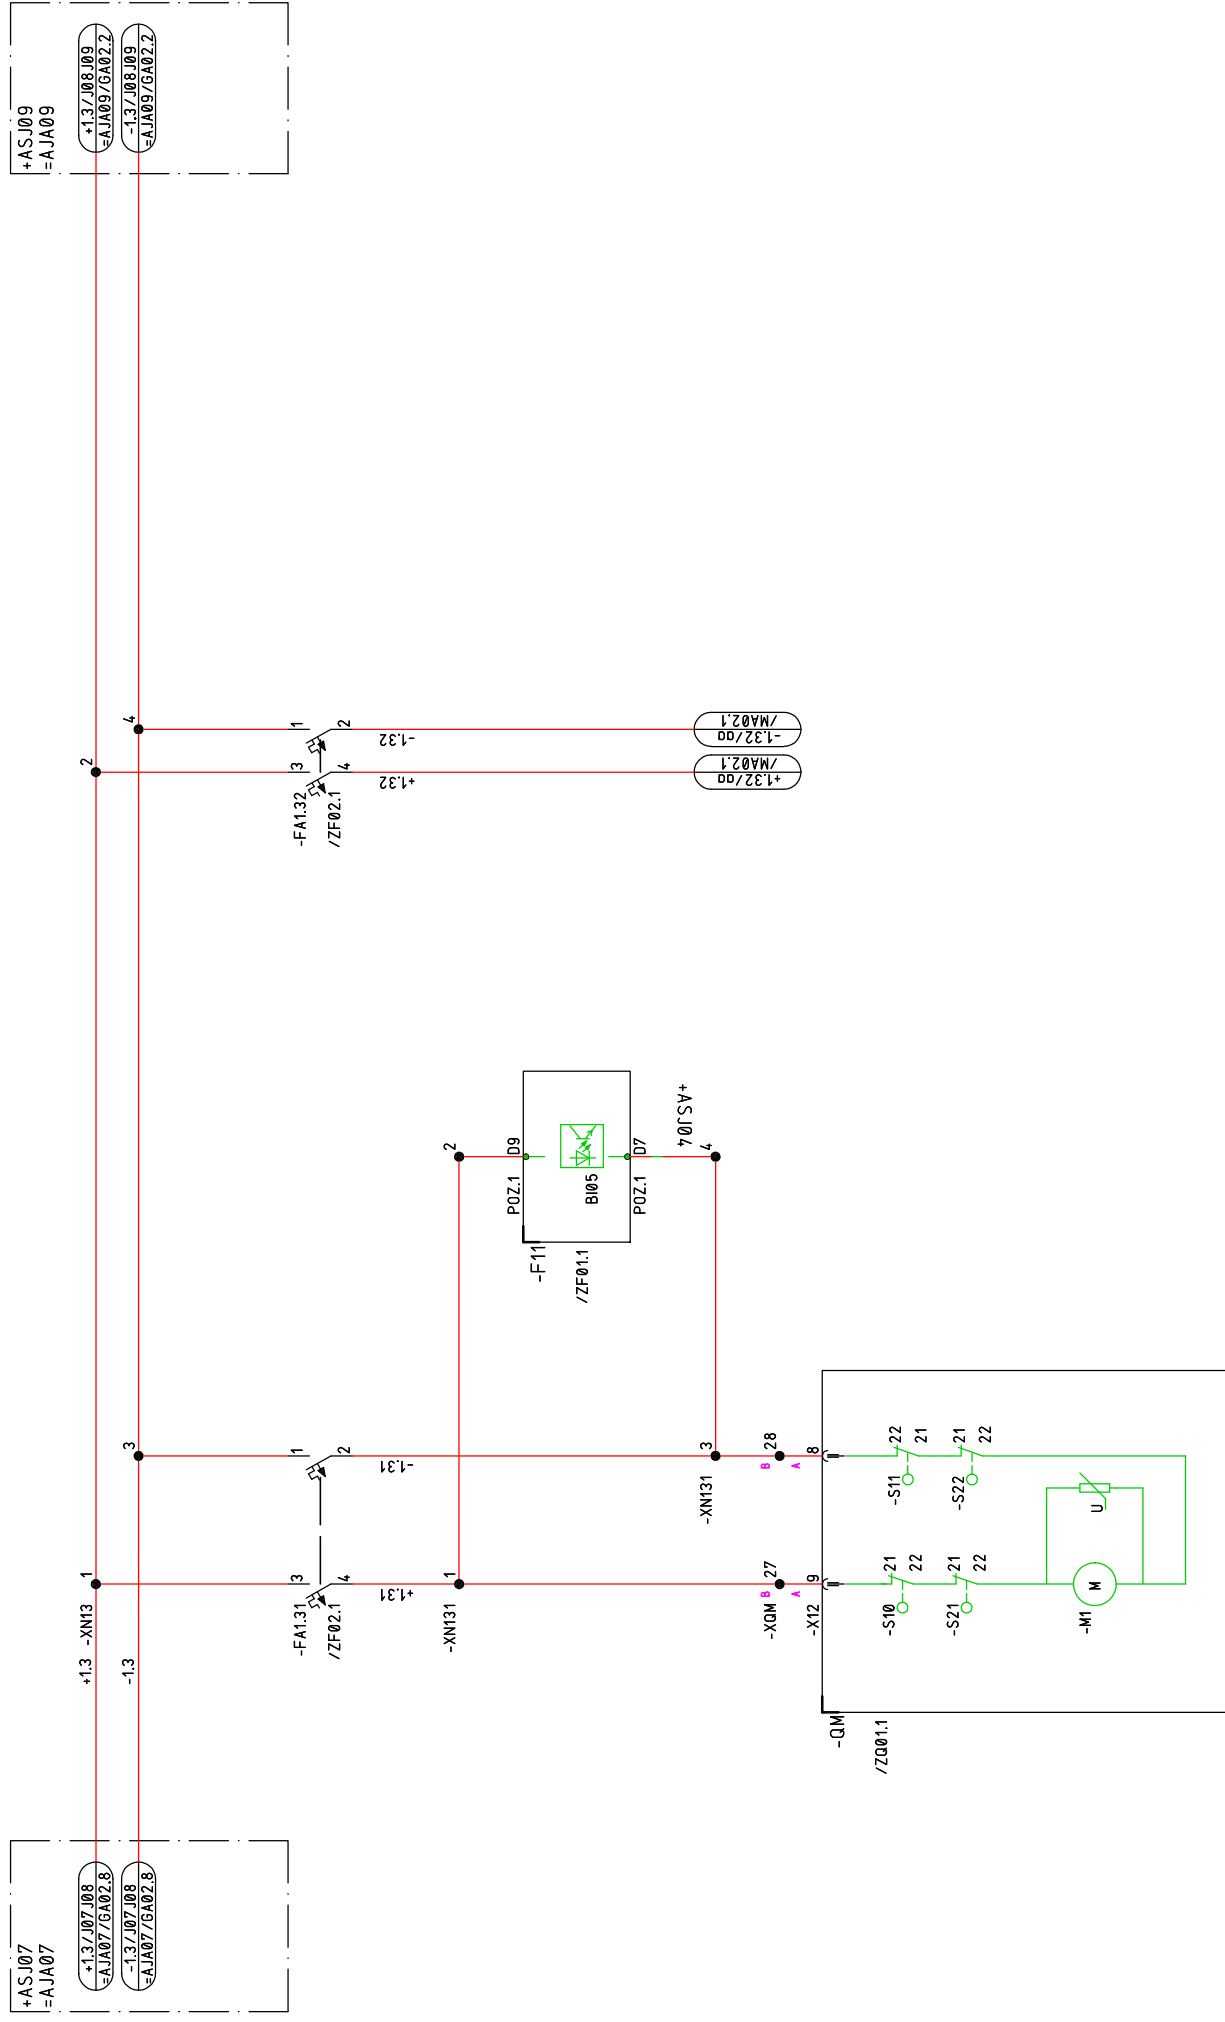 +ASJ07
=AJA07
+1.3/J07J08
=AJA07/GA02.8
-1.3/J07J08
=AJA07/GA02.8
+ASJ09
=AJA09
+1.3/J08J09
=AJA09/GA02.2
-1.3/J08J09
=AJA09/GA02.2
+1.3
-XN13
1
2
-1.3
3
4
-FA1.31
/ZF02.1
3
4
1
2
+1.31
-1.31
-FA1.32
/ZF02.1
3
4
1
2
+1.32
-1.32
+1.32/aa
/MA02.1
-1.32/aa
/MA02.1
-XN131
1
2
-F11
/ZF01.1
POZ.1
D9
BI05
POZ.1
D7
+ASJ04
-XN131
3
4
-XQM
B
27
A
B
28
A
-X12
9
8
-QM
/ZQ01.1
-S10
21
22
-S11
22
21
-S21
21
22
-S22
21
22
-M1
M
U